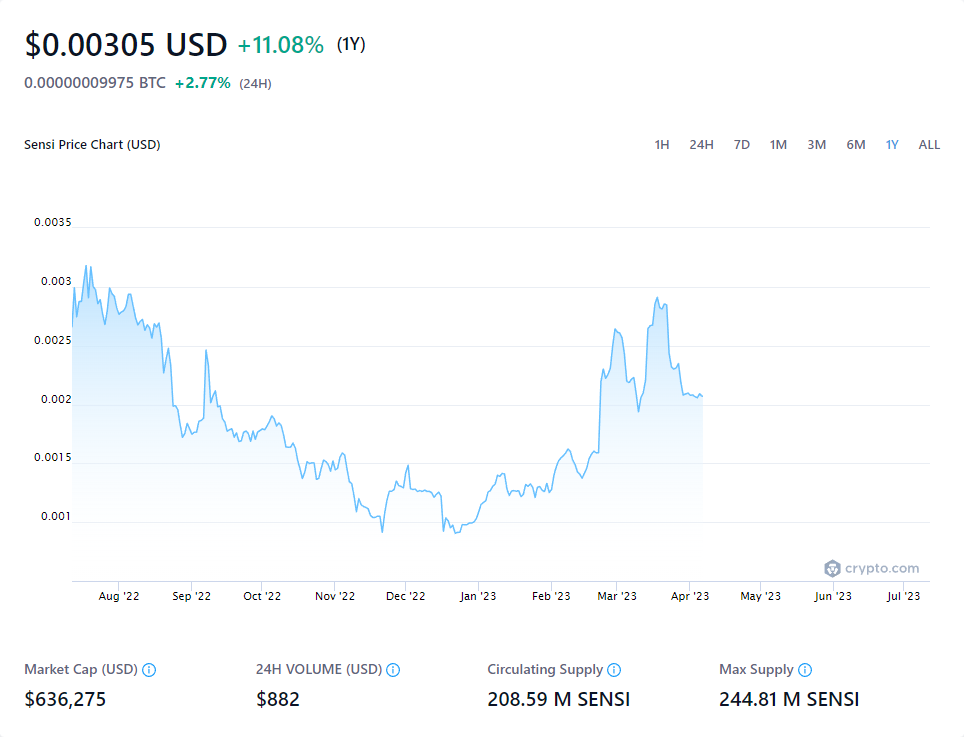 $0.00305 USD +11.08% (1Y)
0.00000009975 BTC +2.77% (24H)
Sensi Price Chart (USD) 1H 24H 7D 1M 3M 6M 1Y ALL
0.0035
0.003
0.0025
0.002
0.0015
0.001
crypto.com
Aug '22 Sep '22 Oct '22 Nov '22 Dec '22 Jan '23 Feb '23 Mar '23 Apr '23 May '23 Jun '23 Jul '23
Market Cap (USD) 24H VOLUME (USD) Circulating Supply Max Supply
$636,275 $882 208.59 M SENSI 244.81 M SENSI